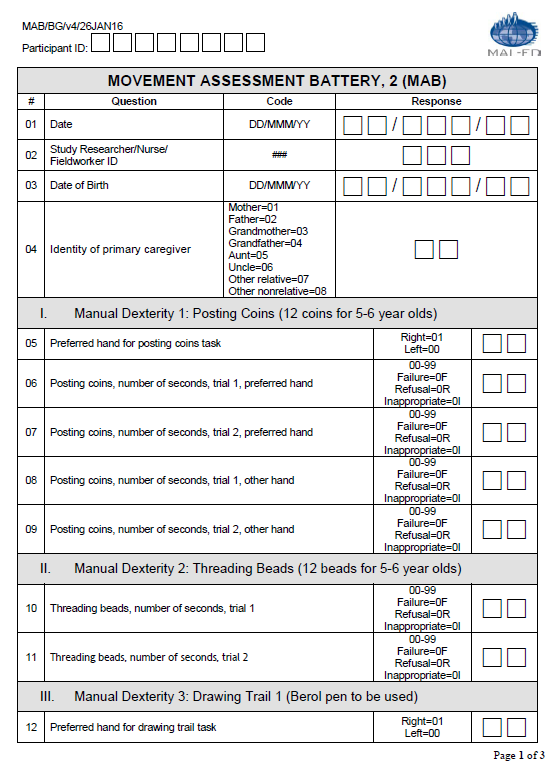 MAB/BG/v4/26JAN16
Participant ID:
MAL-ED
MOVEMENT ASSESSMENT BATTERY, 2 (MAB)
# Question Code Response
01 Date DD/MMM/YY / /
02 Study Researcher/Nurse/
Fieldworker ID ###
03 Date of Birth DD/MMM/YY / /
04 Identity of primary caregiver
Mother=01
Father=02
Grandmother=03
Grandfather=04
Aunt=05
Uncle=06
Other relative=07
Other nonrelative=08
I. Manual Dexterity 1: Posting Coins (12 coins for 5-6 year olds)
05 Preferred hand for posting coins task
Right=01
Left=00
06 Posting coins, number of seconds, trial 1, preferred hand
00-99
Failure=0F
Refusal=0R
Inappropriate=0I
07 Posting coins, number of seconds, trial 2, preferred hand
00-99
Failure=0F
Refusal=0R
Inappropriate=0I
08 Posting coins, number of seconds, trial 1, other hand
00-99
Failure=0F
Refusal=0R
Inappropriate=0I
09 Posting coins, number of seconds, trial 2, other hand
00-99
Failure=0F
Refusal=0R
Inappropriate=0I
II. Manual Dexterity 2: Threading Beads (12 beads for 5-6 year olds)
10 Threading beads, number of seconds, trial 1
00-99
Failure=0F
Refusal=0R
Inappropriate=0I
11 Threading beads, number of seconds, trial 2
00-99
Failure=0F
Refusal=0R
Inappropriate=0I
III. Manual Dexterity 3: Drawing Trail 1 (Berol pen to be used)
12 Preferred hand for drawing trail task
Right=01
Left=00
Page 1 of 3